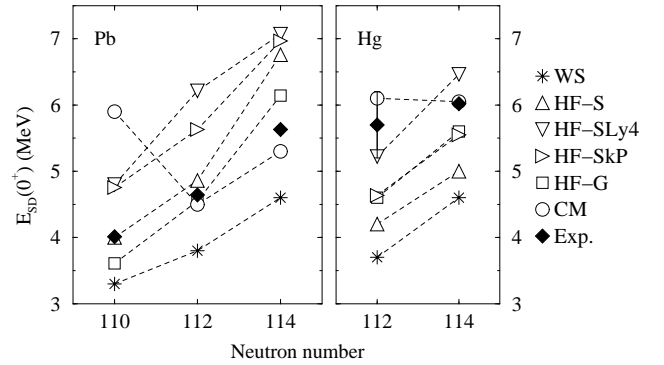 Pb
Hg
7
6
5
4
3
E_SD(0⁺) (MeV)
110
112
114
112
114
Neutron number
7
6
5
4
3
WS
HF–S
HF–SLy4
HF–SkP
HF–G
CM
Exp.